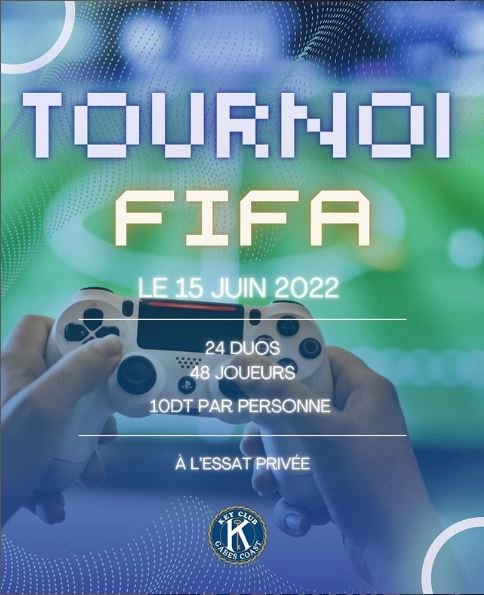 TOURNOI
FIFA
LE 15 JUIN 2022
24 DUOS
48 JOUEURS
10DT PAR PERSONNE
À L'ESSAT PRIVÉE
KEY CLUB
K
GABES COAST